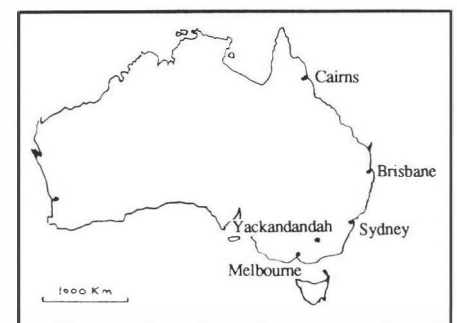 Cairns
Brisbane
Yackandandah
Sydney
Melbourne
1000 Km